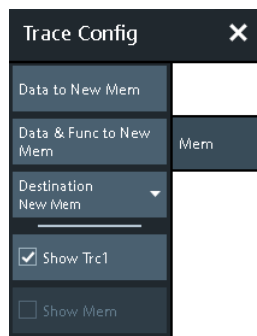 Trace Config
Data to New Mem
Data & Func to New
Mem
Mem
Destination
New Mem
Show Trc1
Show Mem